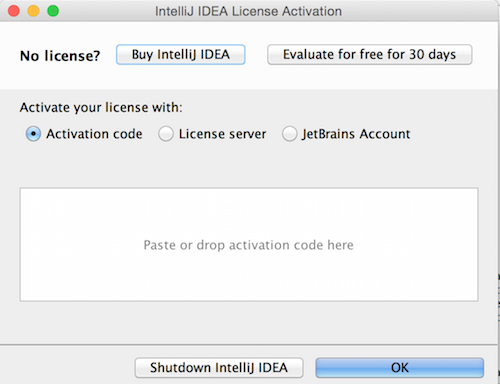 IntelliJ IDEA License Activation
No license? Buy IntelliJ IDEA Evaluate for free for 30 days
Activate your license with:
Activation code License server JetBrains Account
Paste or drop activation code here
Shutdown IntelliJ IDEA OK